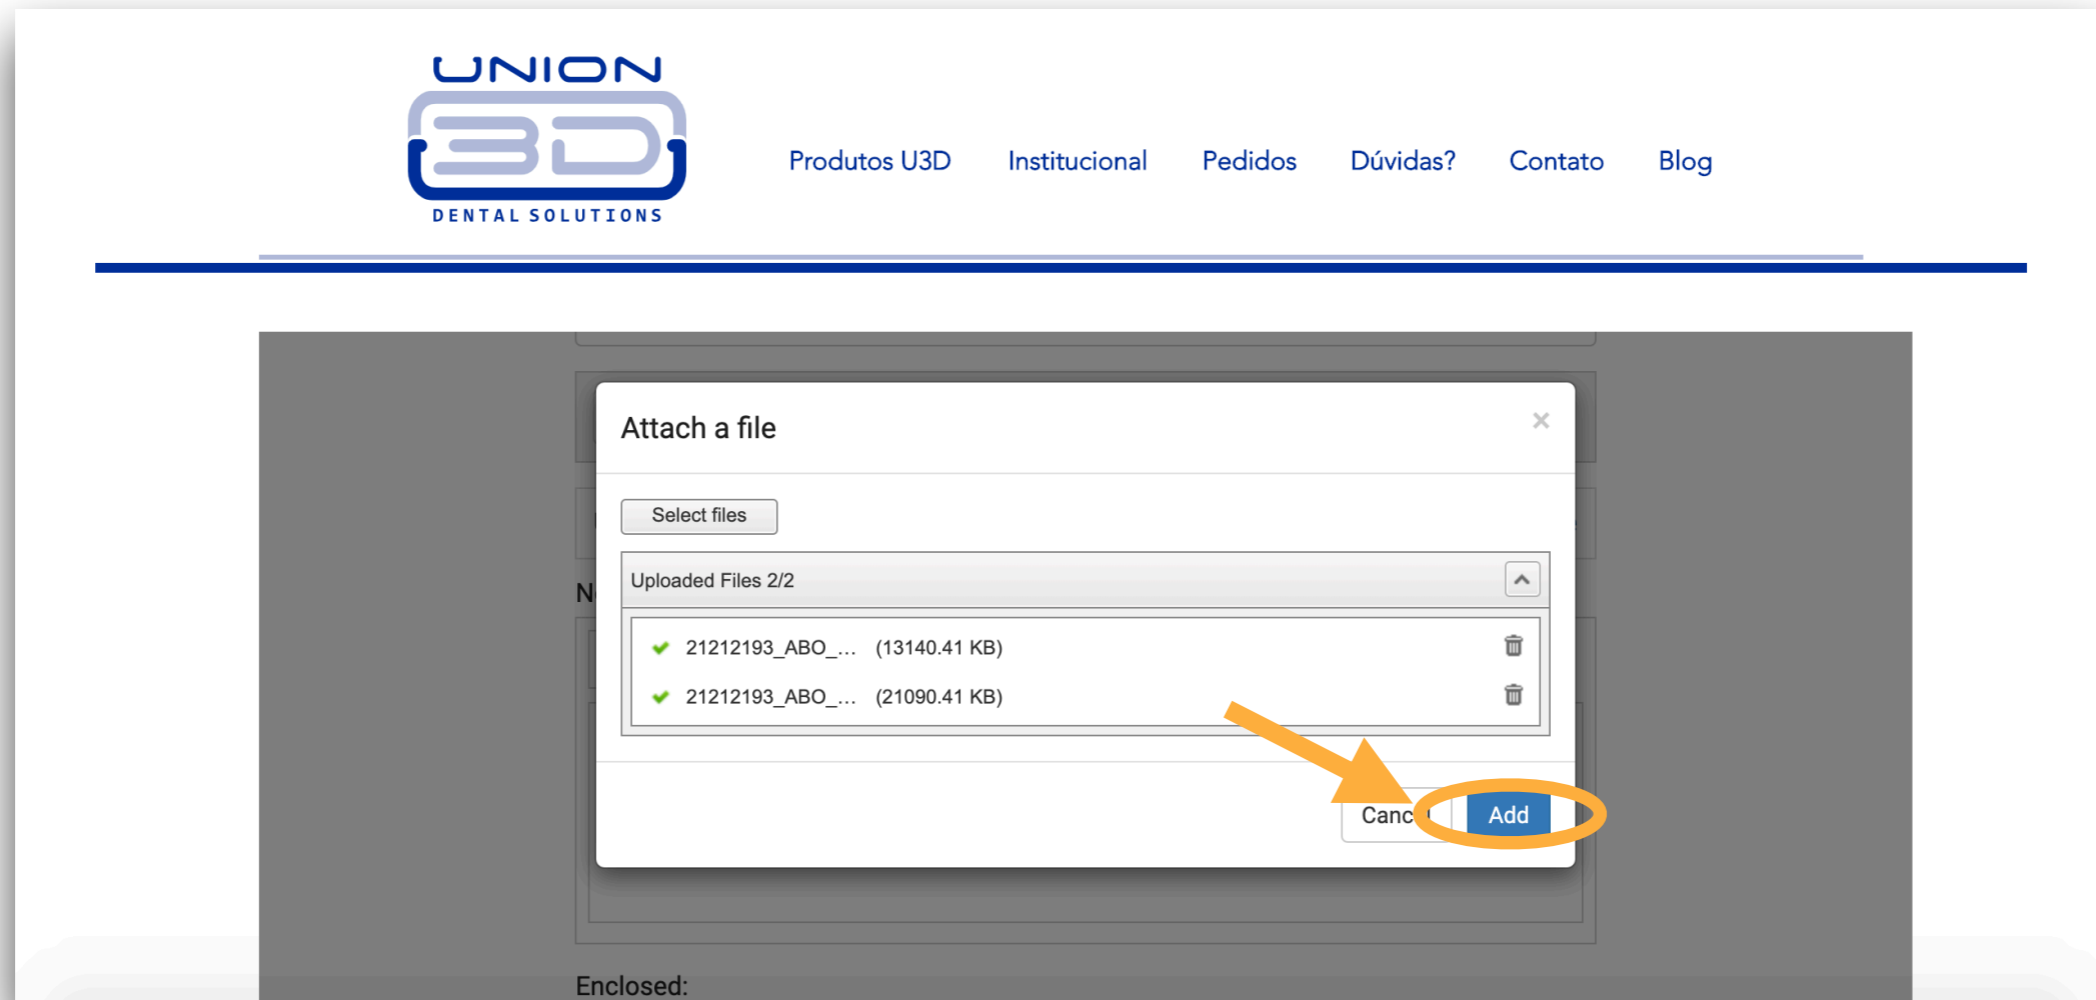 UNION
3D
DENTAL SOLUTIONS
Produtos U3D Institucional Pedidos Dúvidas? Contato Blog
Attach a file
Select files
Uploaded Files 2/2
21212193_ABO_... (13140.41 KB)
21212193_ABO_... (21090.41 KB)
Add
Enclosed: